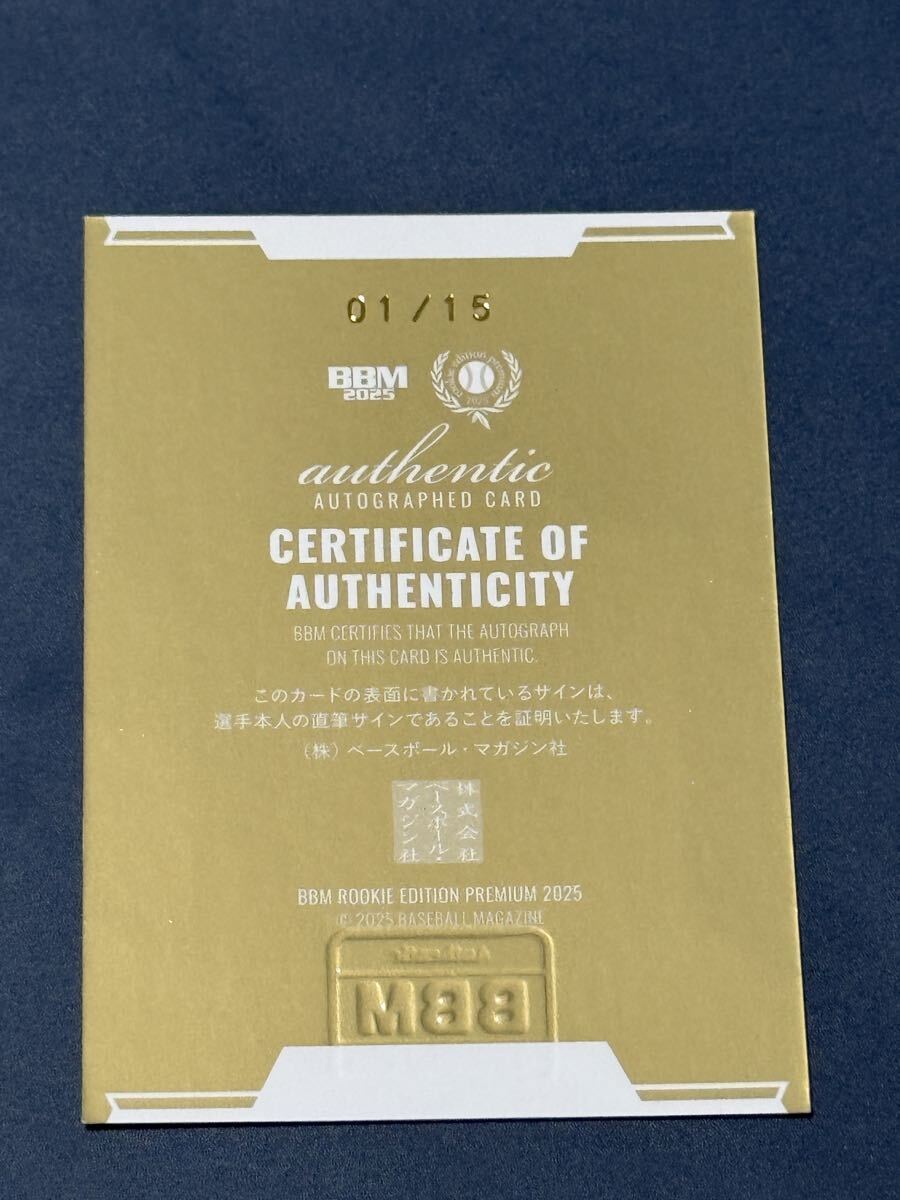 01/15
BBM
2025
rookie edition premium
2025
authentic
AUTOGRAPHED CARD
CERTIFICATE OF
AUTHENTICITY
BBM CERTIFIES THAT THE AUTOGRAPH
ON THIS CARD IS AUTHENTIC.
このカードの表面に書かれているサインは、
選手本人の直筆サインであることを証明いたします。
（株）ベースボール・マガジン社
株式会社
ベースボール・
マガジン社
BBM ROOKIE EDITION PREMIUM 2025
© 2025 BASEBALL MAGAZINE
BBM